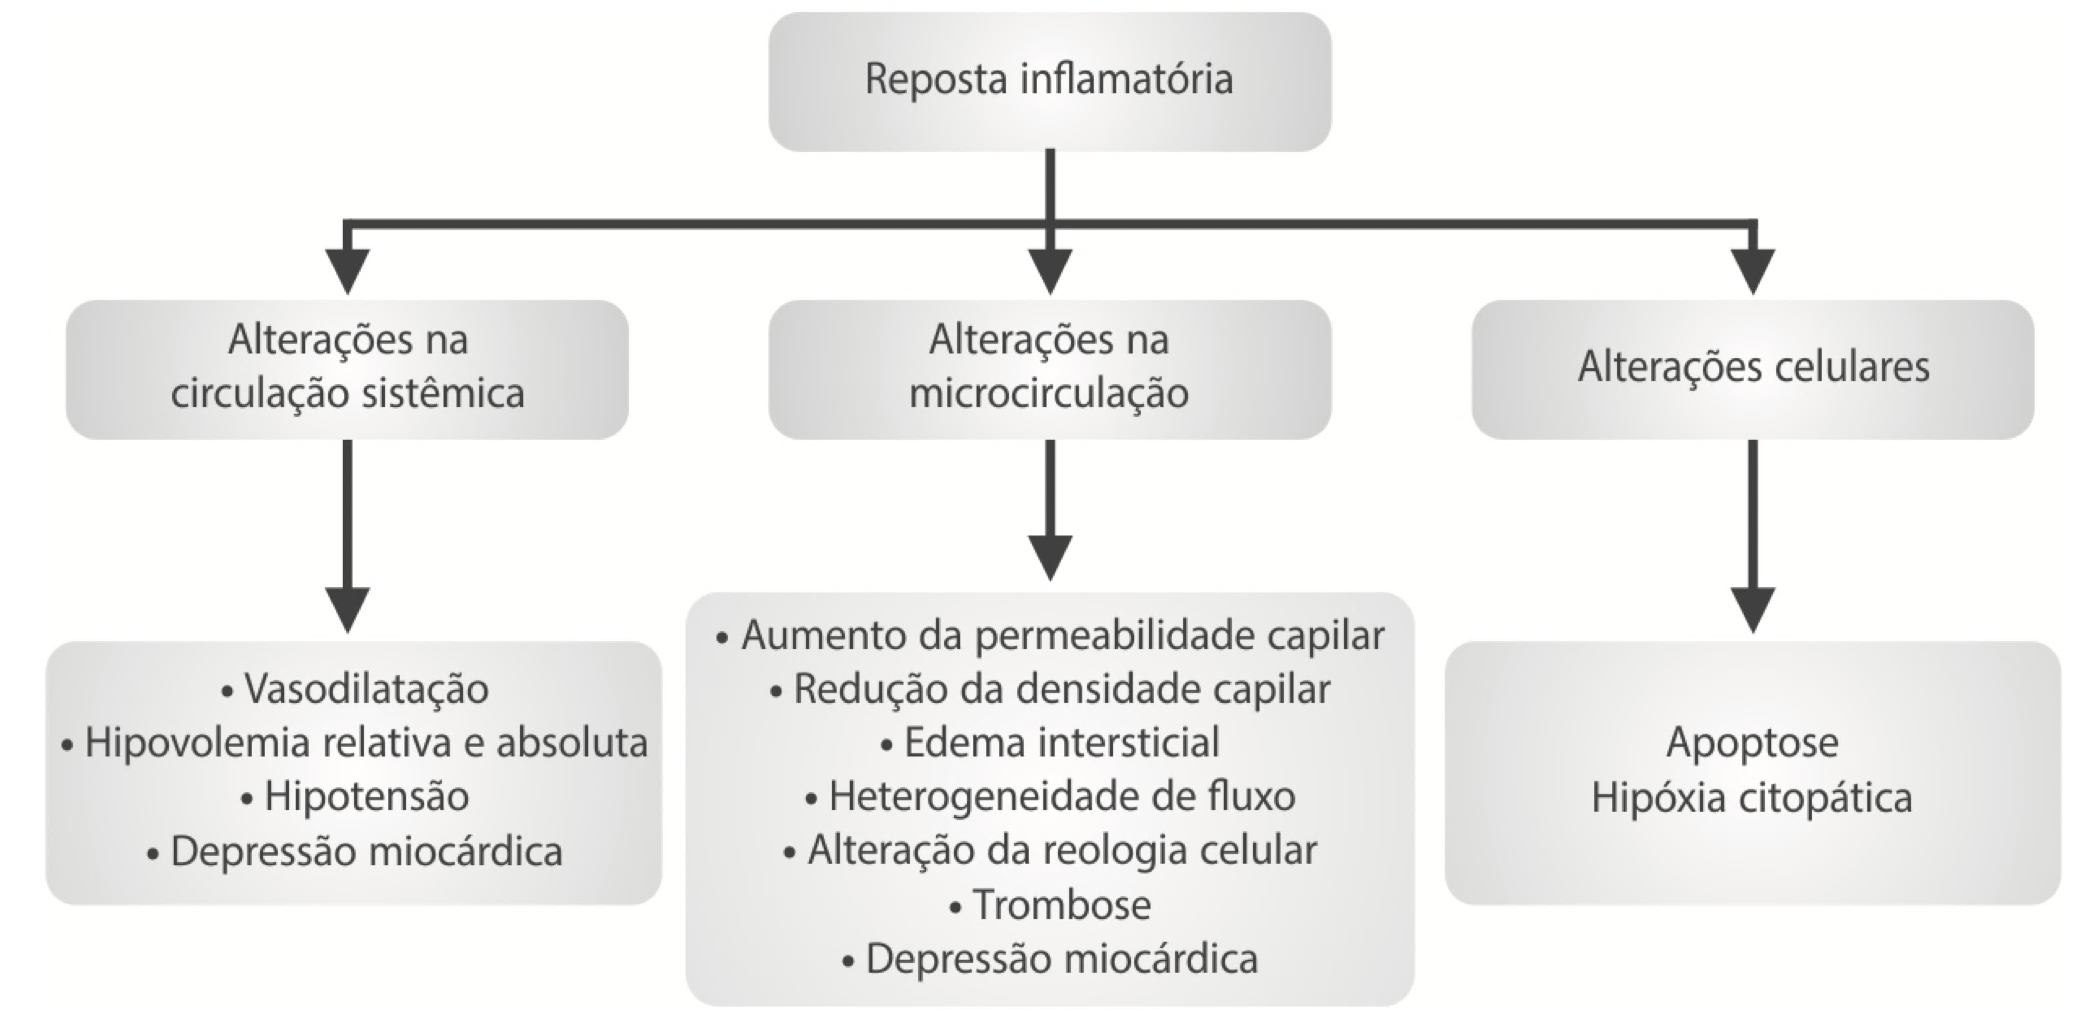 Reposta inflamatória
Alterações na
circulação sistêmica
Alterações na
microcirculação
Alterações celulares
• Vasodilatação
• Hipovolemia relativa e absoluta
• Hipotensão
• Depressão miocárdica
• Aumento da permeabilidade capilar
• Redução da densidade capilar
• Edema intersticial
• Heterogeneidade de fluxo
• Alteração da reologia celular
• Trombose
• Depressão miocárdica
Apoptose
Hipóxia citopática